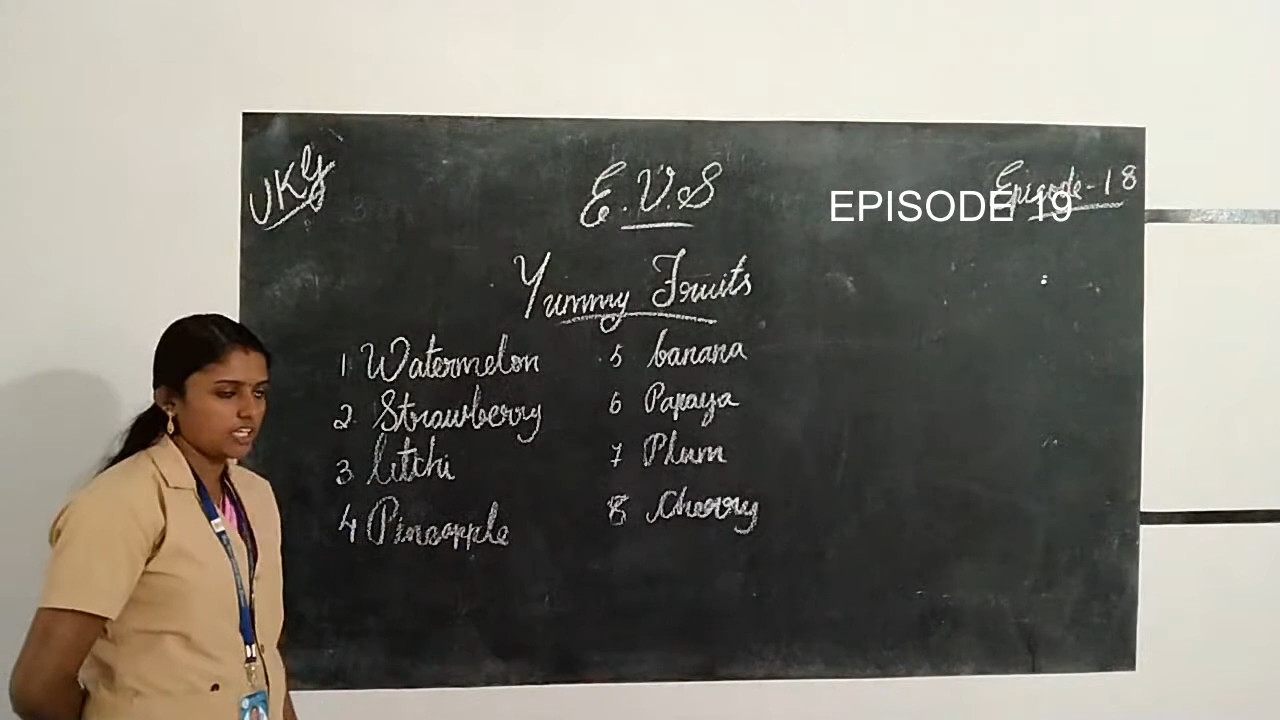 UKG
E.V.S
Episode-18
EPISODE 19
Yummy Fruits
1 Watermelon
2 Strawberry
3 litchi
4 Pineapple
5 banana
6 Papaya
7 Plum
8 Cherry